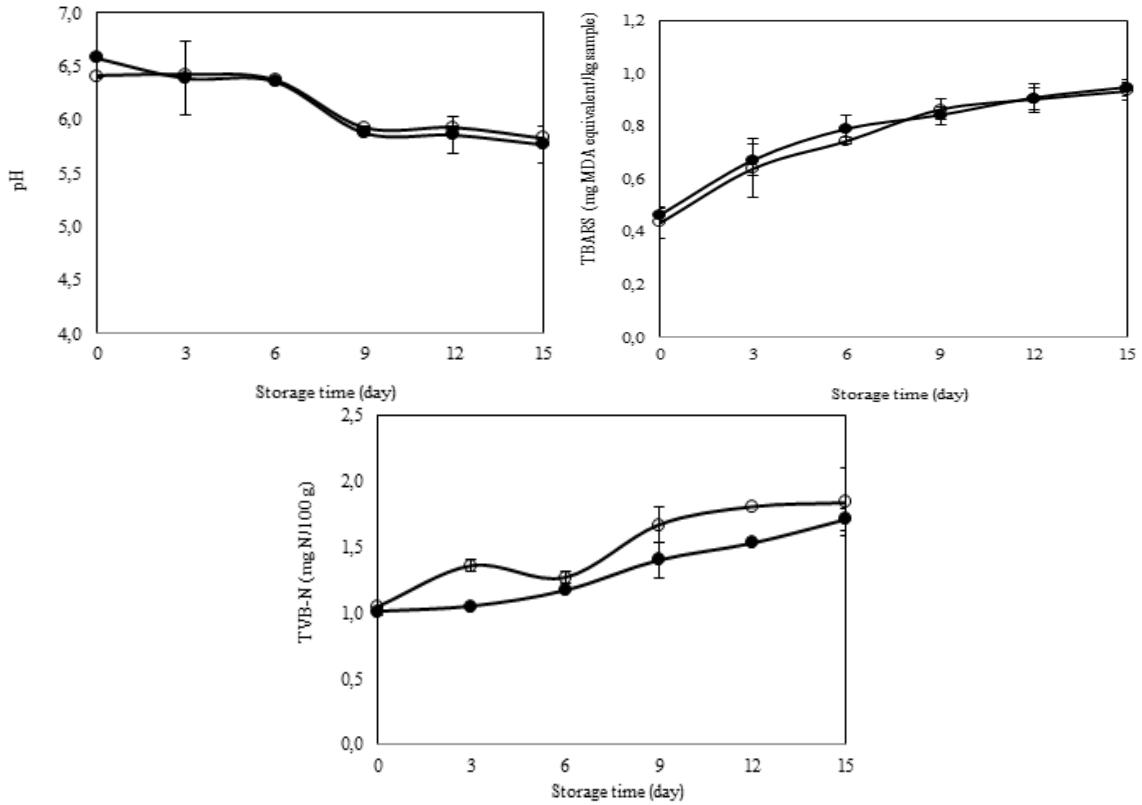 pH
7,0
6,5
6,0
5,5
5,0
4,5
4,0
0 3 6 9 12 15
Storage time (day)
TBARS (mg MDA equivalent/kg sample)
1,2
1,0
0,8
0,6
0,4
0,2
0,0
0 3 6 9 12 15
Storage time (day)
TVB-N (mg N/100 g)
2,5
2,0
1,5
1,0
0,5
0,0
0 3 6 9 12 15
Storage time (day)